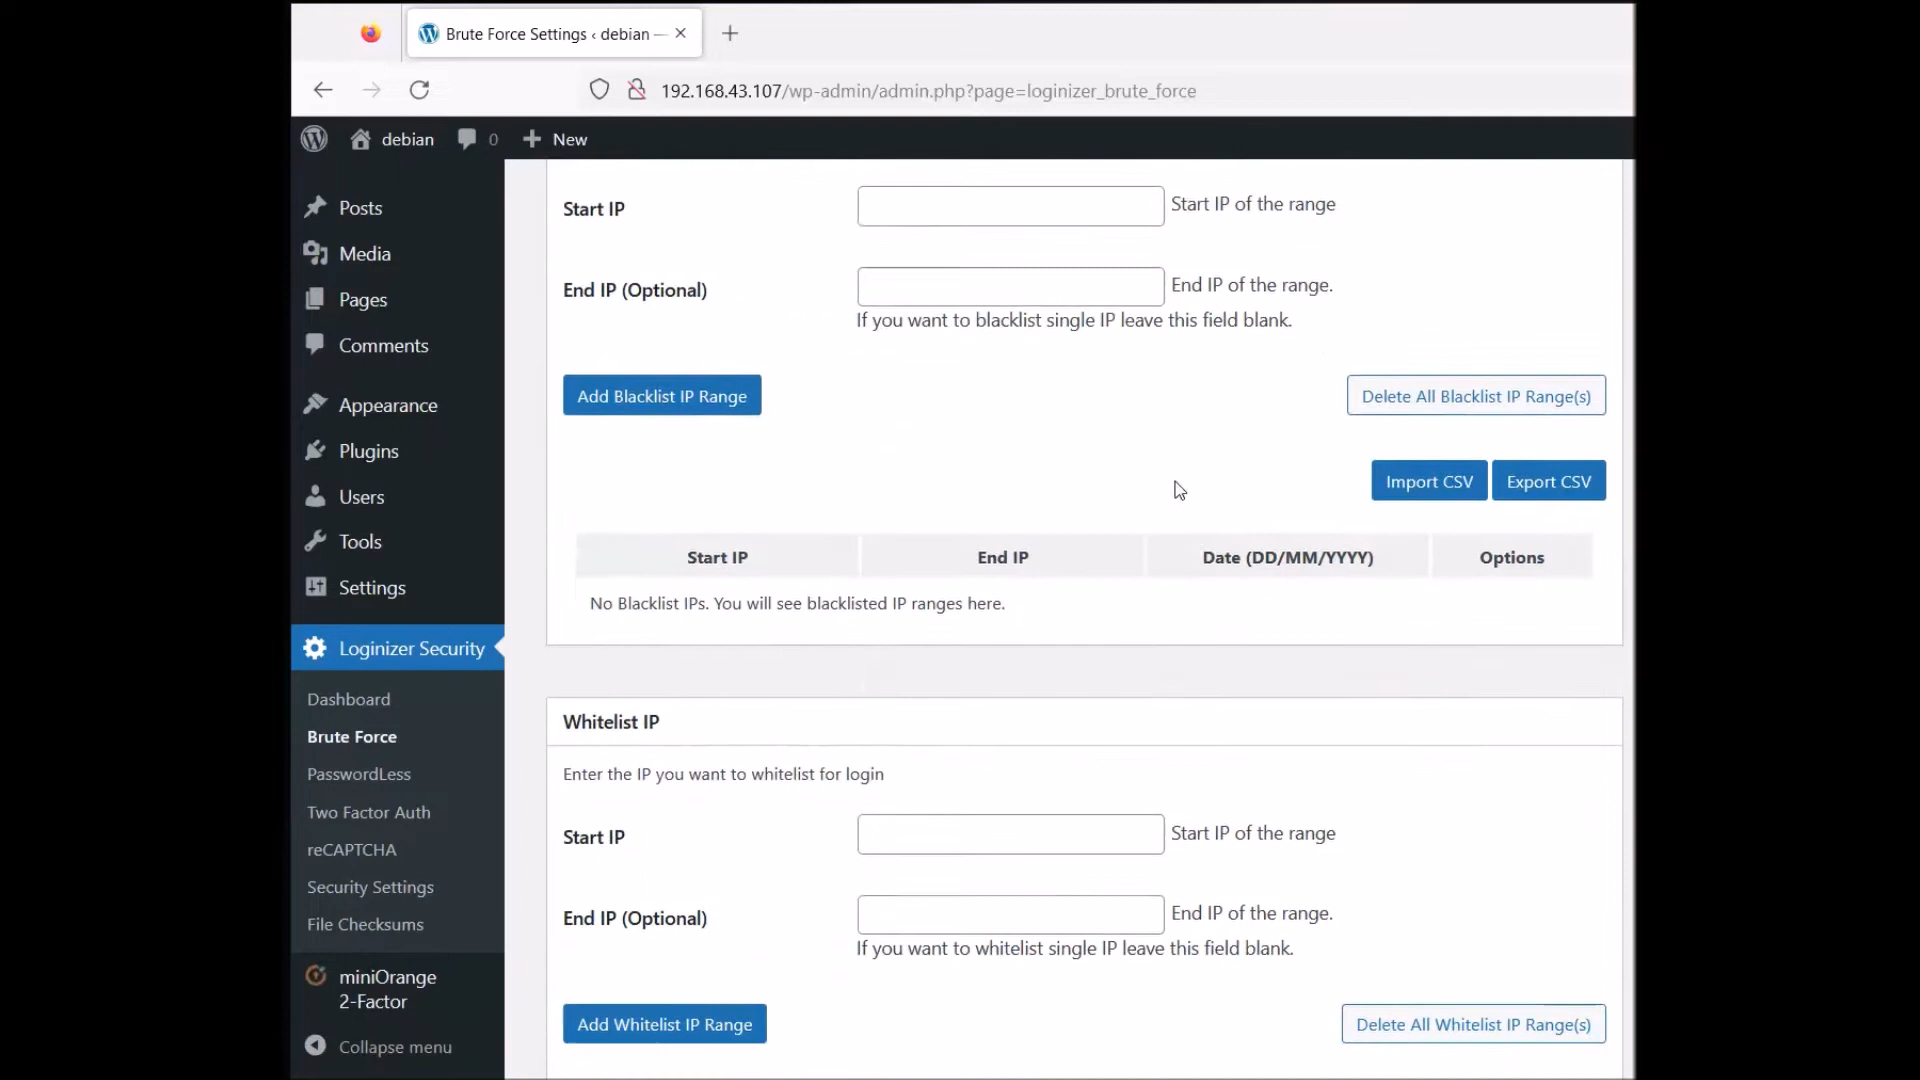 Brute Force Settings ‹ debian —
192.168.43.107/wp-admin/admin.php?page=loginizer_brute_force
debian 0 New
Posts
Media
Pages
Comments
Appearance
Plugins
Users
Tools
Settings
Loginizer Security
Dashboard
Brute Force
PasswordLess
Two Factor Auth
reCAPTCHA
Security Settings
File Checksums
miniOrange
2-Factor
Collapse menu
Start IP Start IP of the range
End IP (Optional) End IP of the range.
If you want to blacklist single IP leave this field blank.
Add Blacklist IP Range Delete All Blacklist IP Range(s)
Import CSV Export CSV
Start IP End IP Date (DD/MM/YYYY) Options
No Blacklist IPs. You will see blacklisted IP ranges here.
Whitelist IP
Enter the IP you want to whitelist for login
Start IP Start IP of the range
End IP (Optional) End IP of the range.
If you want to whitelist single IP leave this field blank.
Add Whitelist IP Range Delete All Whitelist IP Range(s)